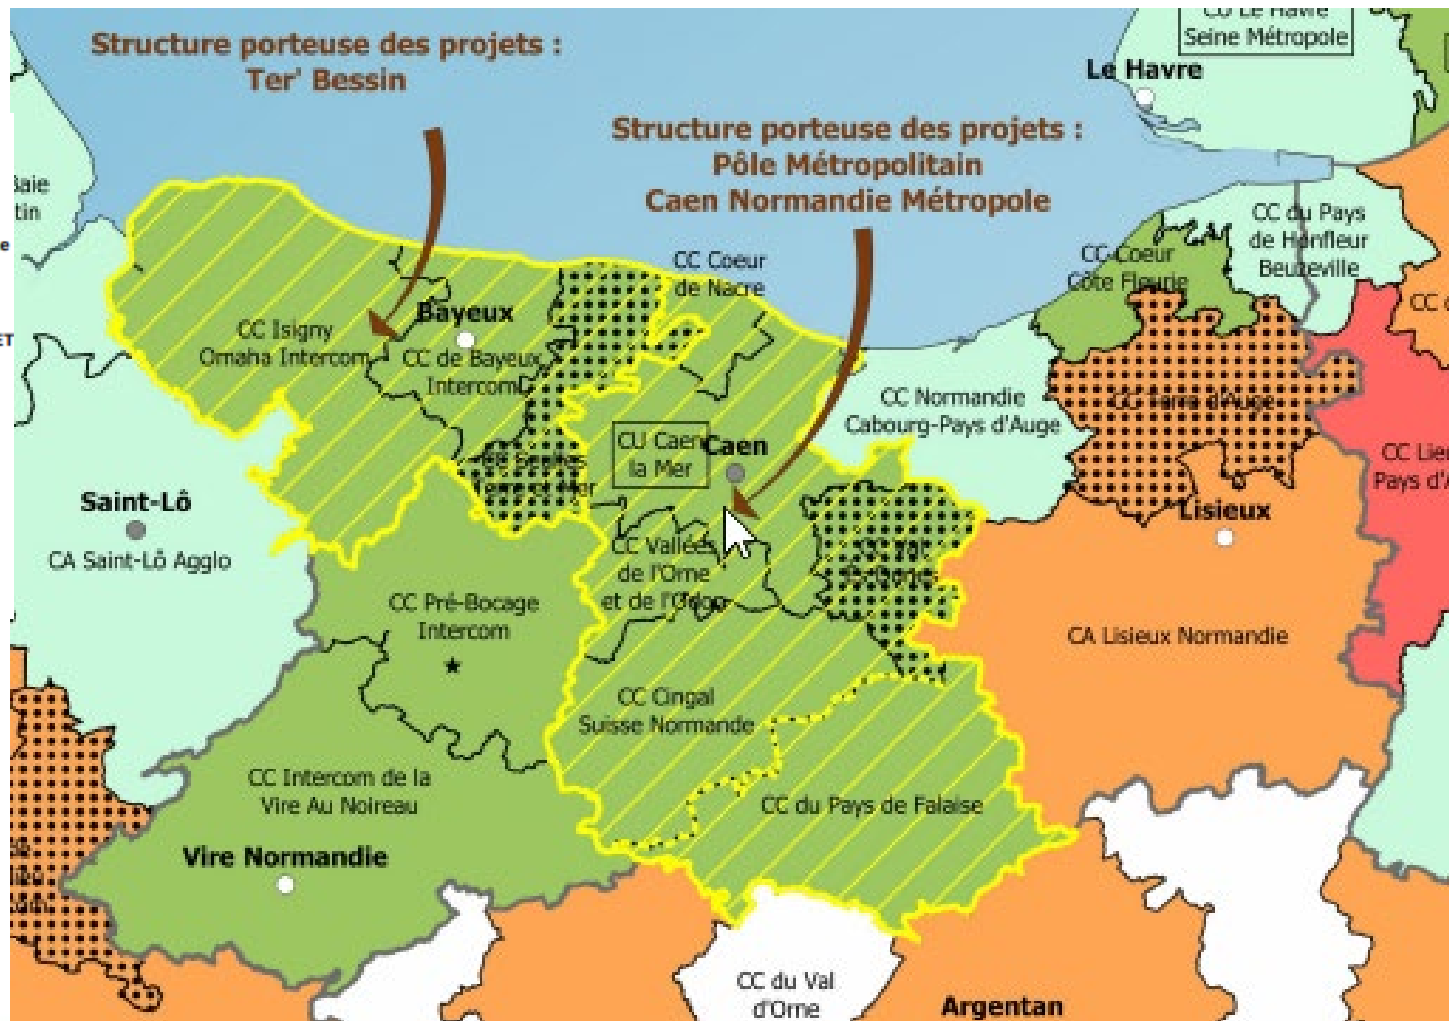 Structure porteuse des projets :
Ter' Bessin
Structure porteuse des projets :
Pôle Métropolitain
Caen Normandie Métropole
CU Le Havre
Seine Métropole
Le Havre
Baie
tin
e
ET
CC Coeur
de Nacre
CC Coeur
Côte Fleurie
CC du Pays
de Honfleur
Beuzeville
CC
CC Isigny
Omaha Intercom
Bayeux
CC de Bayeux
Intercom
CC Normandie
Cabourg-Pays d'Auge
CC Terre d'Auge
CU Caen
la Mer
Caen
CC Lieu
Pays d'A
Saint-Lô
CA Saint-Lô Agglo
Lisieux
CC Vallées
de l'Orne
et de l'Odon
CC Pré-Bocage
Intercom
CA Lisieux Normandie
CC Cingal
Suisse Normande
CC Intercom de la
Vire Au Noireau
CC du Pays de Falaise
Vire Normandie
CC du Val
d'Orne
Argentan